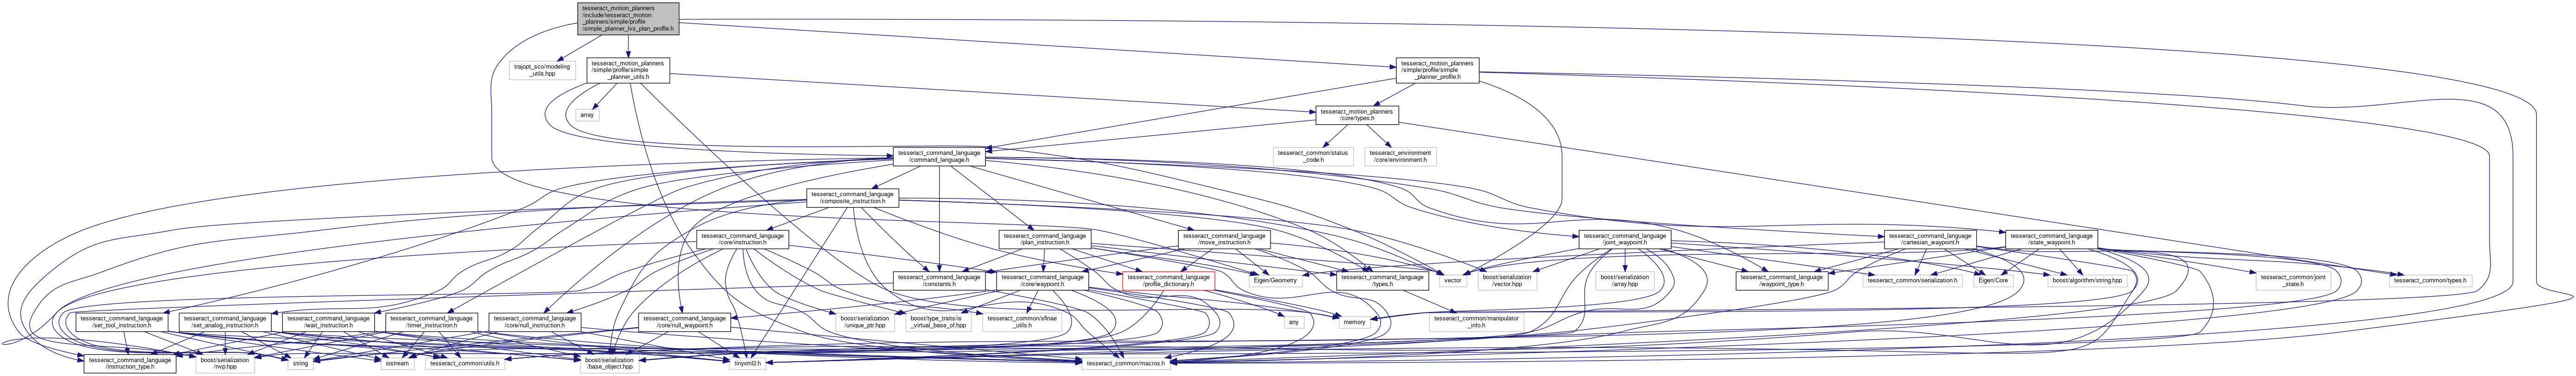 tesseract_motion_planners
/include/tesseract_motion
_planners/simple/profile
/simple_planner_lvs_plan_profile.h
trajopt_sco/modeling
_utils.hpp
tesseract_motion_planners
/simple/profile/simple
_planner_utils.h
tesseract_motion_planners
/simple/profile/simple
_planner_profile.h
array
tesseract_motion_planners
/core/types.h
tesseract_command_language
/command_language.h
tesseract_common/status
_code.h
tesseract_environment
/core/environment.h
tesseract_command_language
/composite_instruction.h
tesseract_command_language
/core/instruction.h
tesseract_command_language
/plan_instruction.h
tesseract_command_language
/move_instruction.h
tesseract_command_language
/joint_waypoint.h
tesseract_command_language
/cartesian_waypoint.h
tesseract_command_language
/state_waypoint.h
tesseract_command_language
/constants.h
tesseract_command_language
/core/waypoint.h
tesseract_command_language
/profile_dictionary.h
Eigen/Geometry
tesseract_command_language
/types.h
vector
boost/serialization
/vector.hpp
boost/serialization
/array.hpp
tesseract_command_language
/waypoint_type.h
tesseract_common/serialization.h
Eigen/Core
boost/algorithm/string.hpp
tesseract_common/joint
_state.h
tesseract_common/types.h
tesseract_command_language
/set_tool_instruction.h
tesseract_command_language
/set_analog_instruction.h
tesseract_command_language
/wait_instruction.h
tesseract_command_language
/timer_instruction.h
tesseract_command_language
/core/null_instruction.h
tesseract_command_language
/core/null_waypoint.h
boost/serialization
/unique_ptr.hpp
boost/type_traits/is
_virtual_base_of.hpp
tesseract_common/sfinae
_utils.h
any
memory
tesseract_common/manipulator
_info.h
tesseract_command_language
/instruction_type.h
boost/serialization
/nvp.hpp
string
iostream
tesseract_common/utils.h
boost/serialization
/base_object.hpp
tinyxml2.h
tesseract_common/macros.h